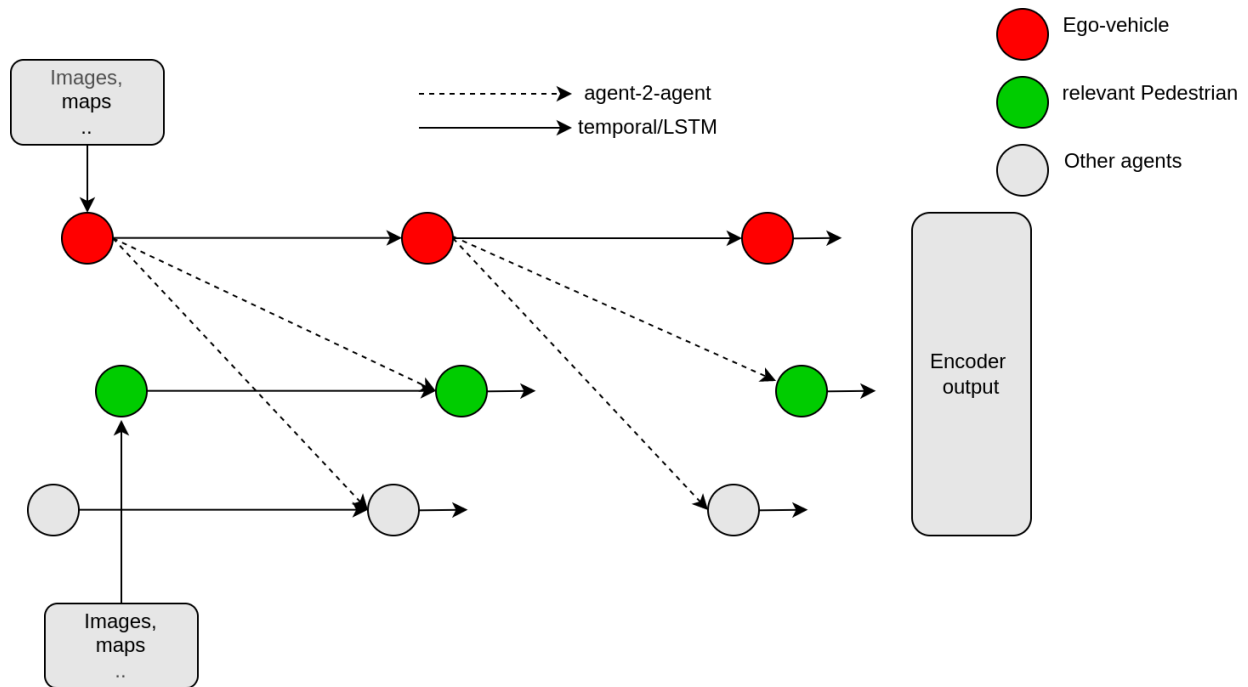 Ego-vehicle
Images,
maps
..
agent-2-agent
relevant Pedestrian
temporal/LSTM
Other agents
Encoder
output
Images,
maps
..